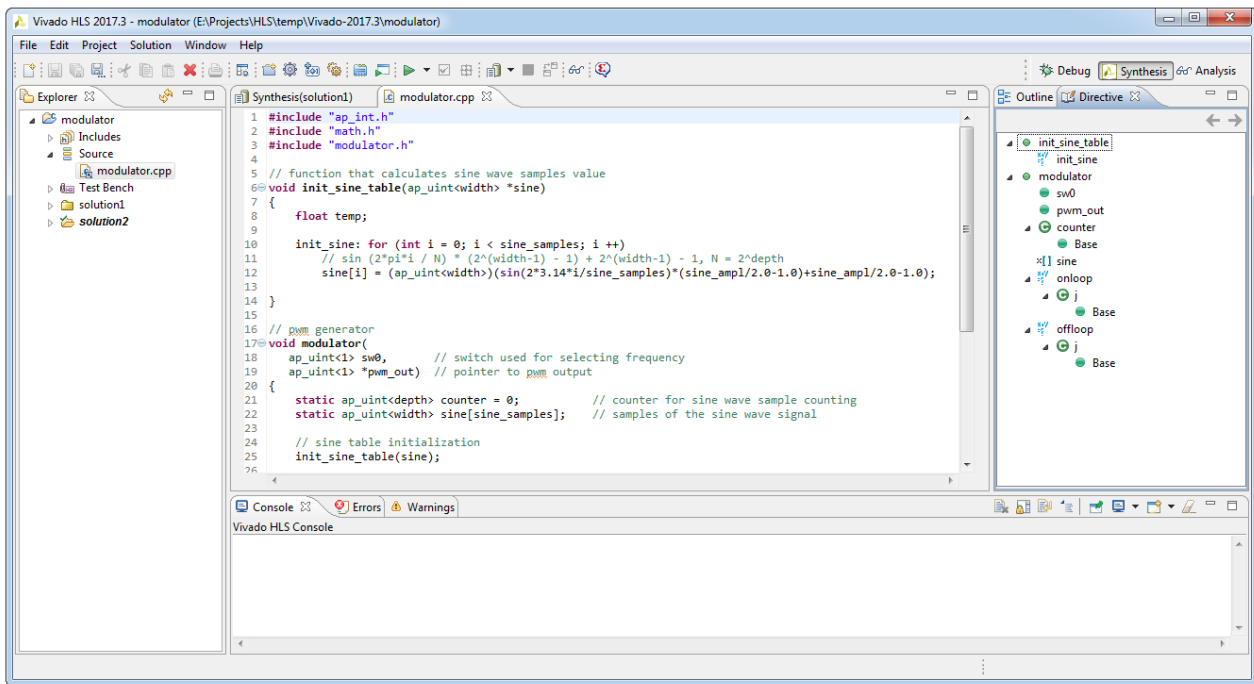 Vivado HLS 2017.3 - modulator (E:\Projects\HLS\temp\Vivado-2017.3\modulator)
File Edit Project Solution Window Help
Debug Synthesis Analysis
Explorer
modulator
Includes
Source
modulator.cpp
Test Bench
solution1
solution2
Synthesis(solution1) modulator.cpp
1 #include "ap_int.h"
2 #include "math.h"
3 #include "modulator.h"
4
5 // function that calculates sine wave samples value
6 void init_sine_table(ap_uint<width> *sine)
7 {
8 float temp;
9
10 init_sine: for (int i = 0; i < sine_samples; i ++)
11 // sin (2*pi*i / N) * (2^(width-1) - 1) + 2^(width-1) - 1, N = 2^depth
12 sine[i] = (ap_uint<width>)(sin(2*3.14*i/sine_samples)*(sine_ampl/2.0-1.0)+sine_ampl/2.0-1.0);
13
14 }
15
16 // pwm generator
17 void modulator(
18 ap_uint<1> sw0, // switch used for selecting frequency
19 ap_uint<1> *pwm_out) // pointer to pwm output
20 {
21 static ap_uint<depth> counter = 0; // counter for sine wave sample counting
22 static ap_uint<width> sine[sine_samples]; // samples of the sine wave signal
23
24 // sine table initialization
25 init_sine_table(sine);
26
Outline Directive
init_sine_table
init_sine
modulator
sw0
pwm_out
counter
Base
×[] sine
onloop
j
Base
offloop
j
Base
Console Errors Warnings
Vivado HLS Console